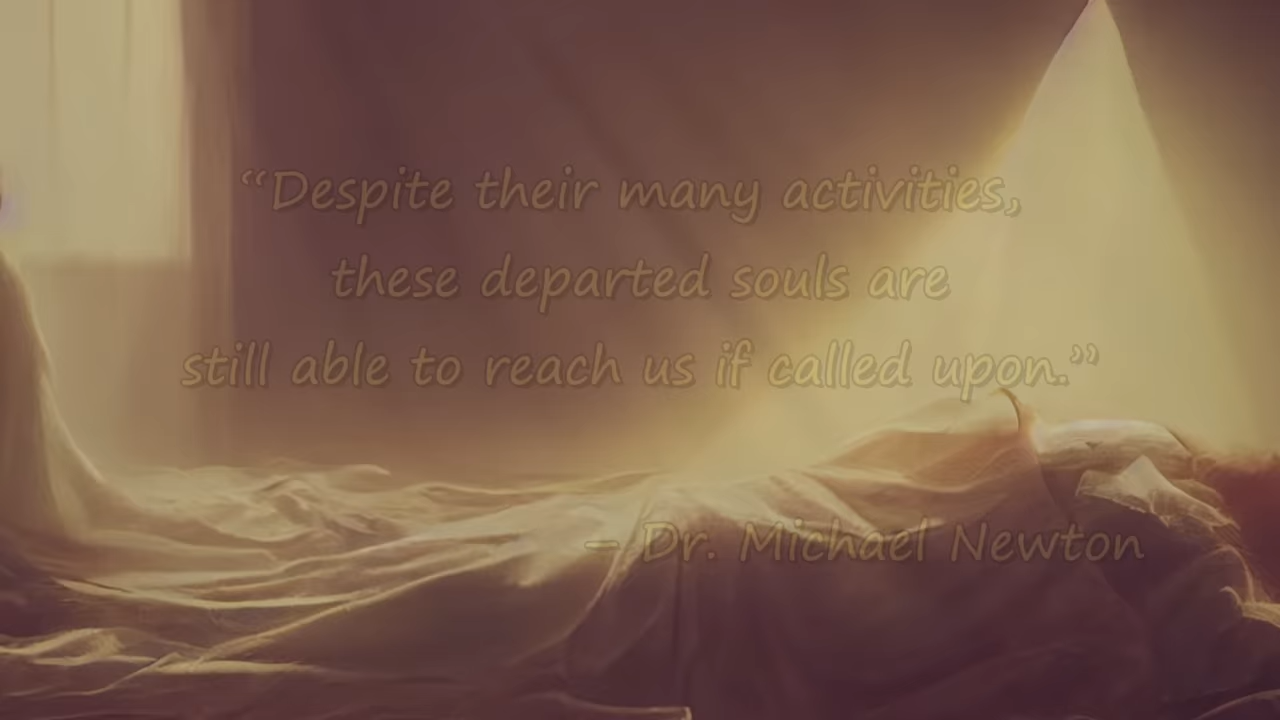 “Despite their many activities,
these departed souls are
still able to reach us if called upon.”
– Dr. Michael Newton